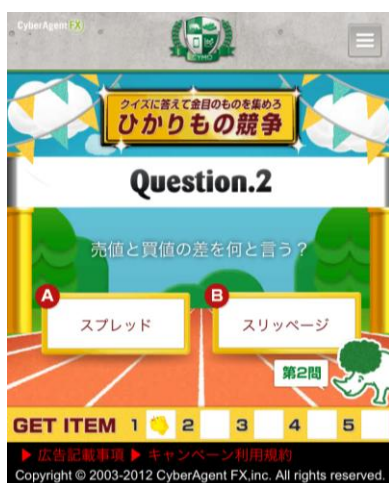 CyberAgent FX
CYMO
クイズに答えて金目のものを集めろ
ひかりもの競争
Question.2
売値と買値の差を何と言う？
A
スプレッド
B
スリッページ
第2問
GET ITEM 1 2 3 4 5
▶ 広告記載事項 ▶ キャンペーン利用規約
Copyright © 2003-2012 CyberAgent FX,inc. All rights reserved.